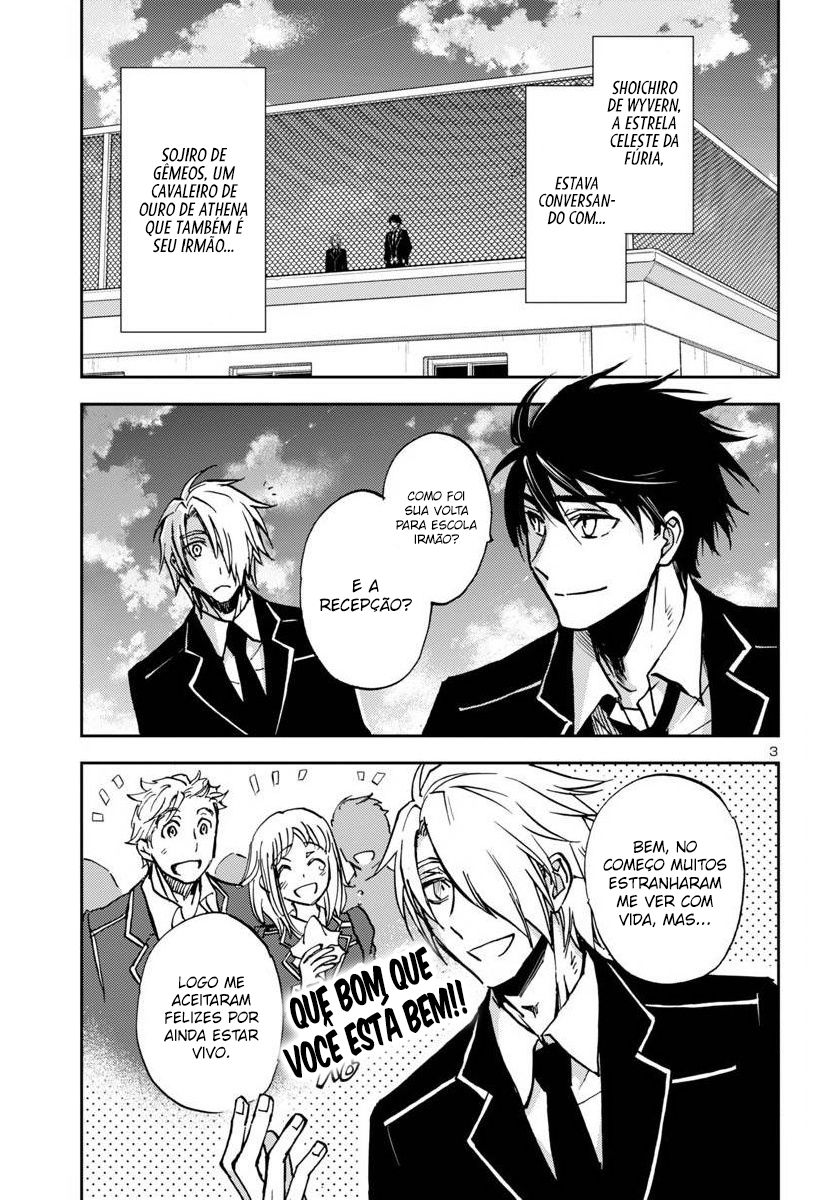 SHOICHIRO
DE WYVERN,
A ESTRELA
CELESTE DA
FÚRIA,
ESTAVA
CONVERSAN-
DO COM...
SOJIRO DE
GÊMEOS, UM
CAVALEIRO DE
OURO DE ATHENA
QUE TAMBÉM É
SEU IRMÃO...
COMO FOI
SUA VOLTA
PARA ESCOLA
IRMÃO?
E A
RECEPÇÃO?
3
BEM, NO
COMEÇO MUITOS
ESTRANHARAM
ME VER COM
VIDA, MAS...
QUE BOM QUE
VOCÊ ESTÁ BEM!!
LOGO ME
ACEITARAM
FELIZES POR
AINDA ESTAR
VIVO.